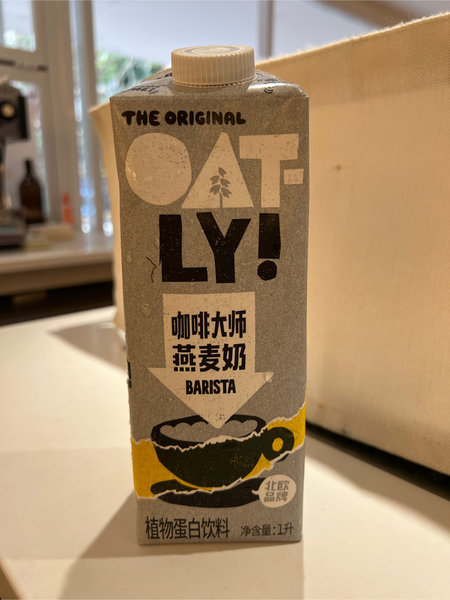 THE ORIGINAL
OAT-
LY!
咖啡大师
燕麦奶
BARISTA
北欧
品牌
植物蛋白饮料 净含量:1升